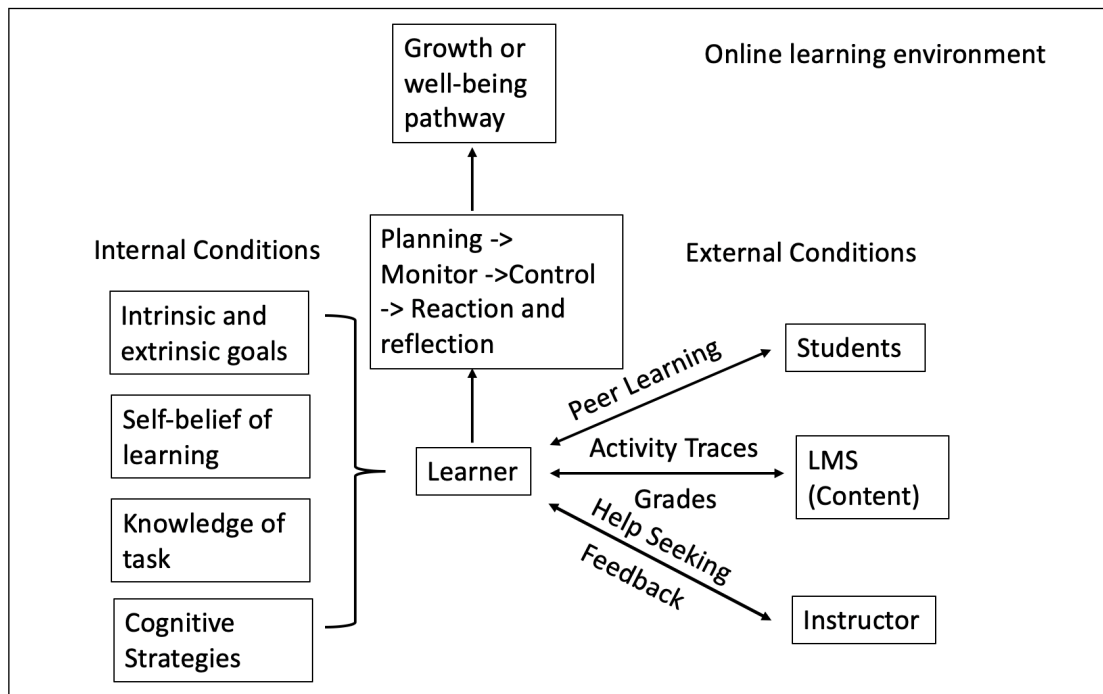 Growth or
well-being
pathway
Online learning environment
Internal Conditions
Planning ->
Monitor ->Control
-> Reaction and
reflection
External Conditions
Intrinsic and
extrinsic goals
Self-belief of
learning
Knowledge of
task
Cognitive
Strategies
Learner
Peer Learning
Activity Traces
Grades
Help Seeking
Feedback
Students
LMS
(Content)
Instructor